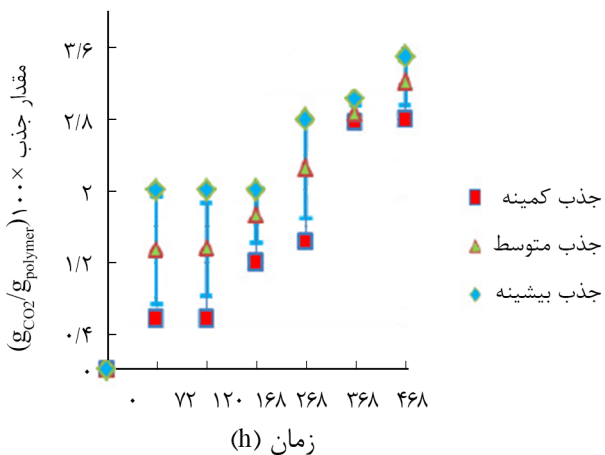 ۳/۶
۲/۸
۲
۱/۲
۰/۴
۰
مقدار جذب ×۱۰۰(gCO2/gpolymer)
۰ ۷۲ ۱۲۰ ۱۶۸ ۲۶۸ ۳۶۸ ۴۶۸
زمان (h)
جذب کمینه
جذب متوسط
جذب بیشینه